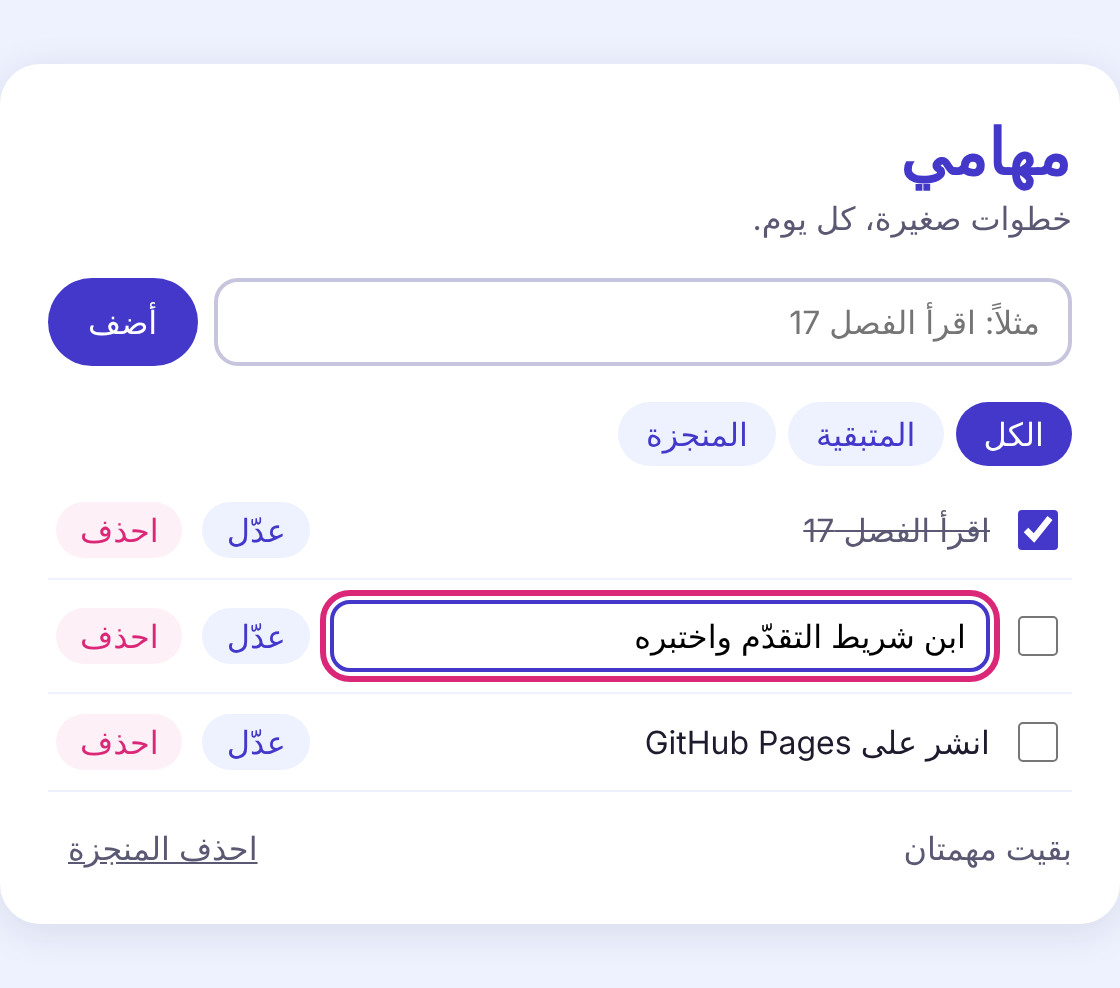 مهامي
خطوات صغيرة، كل يوم.
مثلاً: اقرأ الفصل 17 أضف
الكل المتبقية المنجزة
اقرأ الفصل 17 عدّل احذف
ابن شريط التقدّم واختبره عدّل احذف
انشر على GitHub Pages عدّل احذف
بقيت مهمتان احذف المنجزة